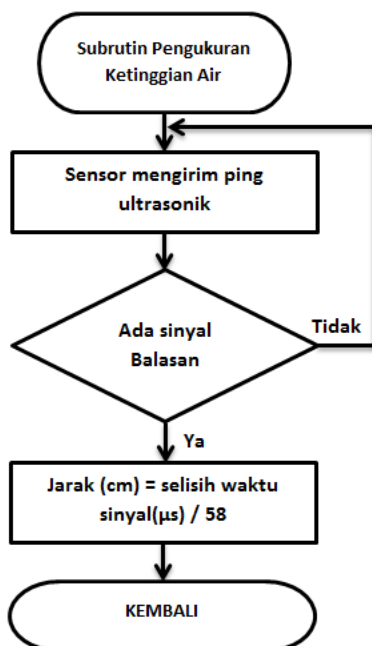 Subrutin Pengukuran
Ketinggian Air
Sensor mengirim ping
ultrasonik
Ada sinyal
Balasan
Tidak
Ya
Jarak (cm) = selisih waktu
sinyal(µs) / 58
KEMBALI